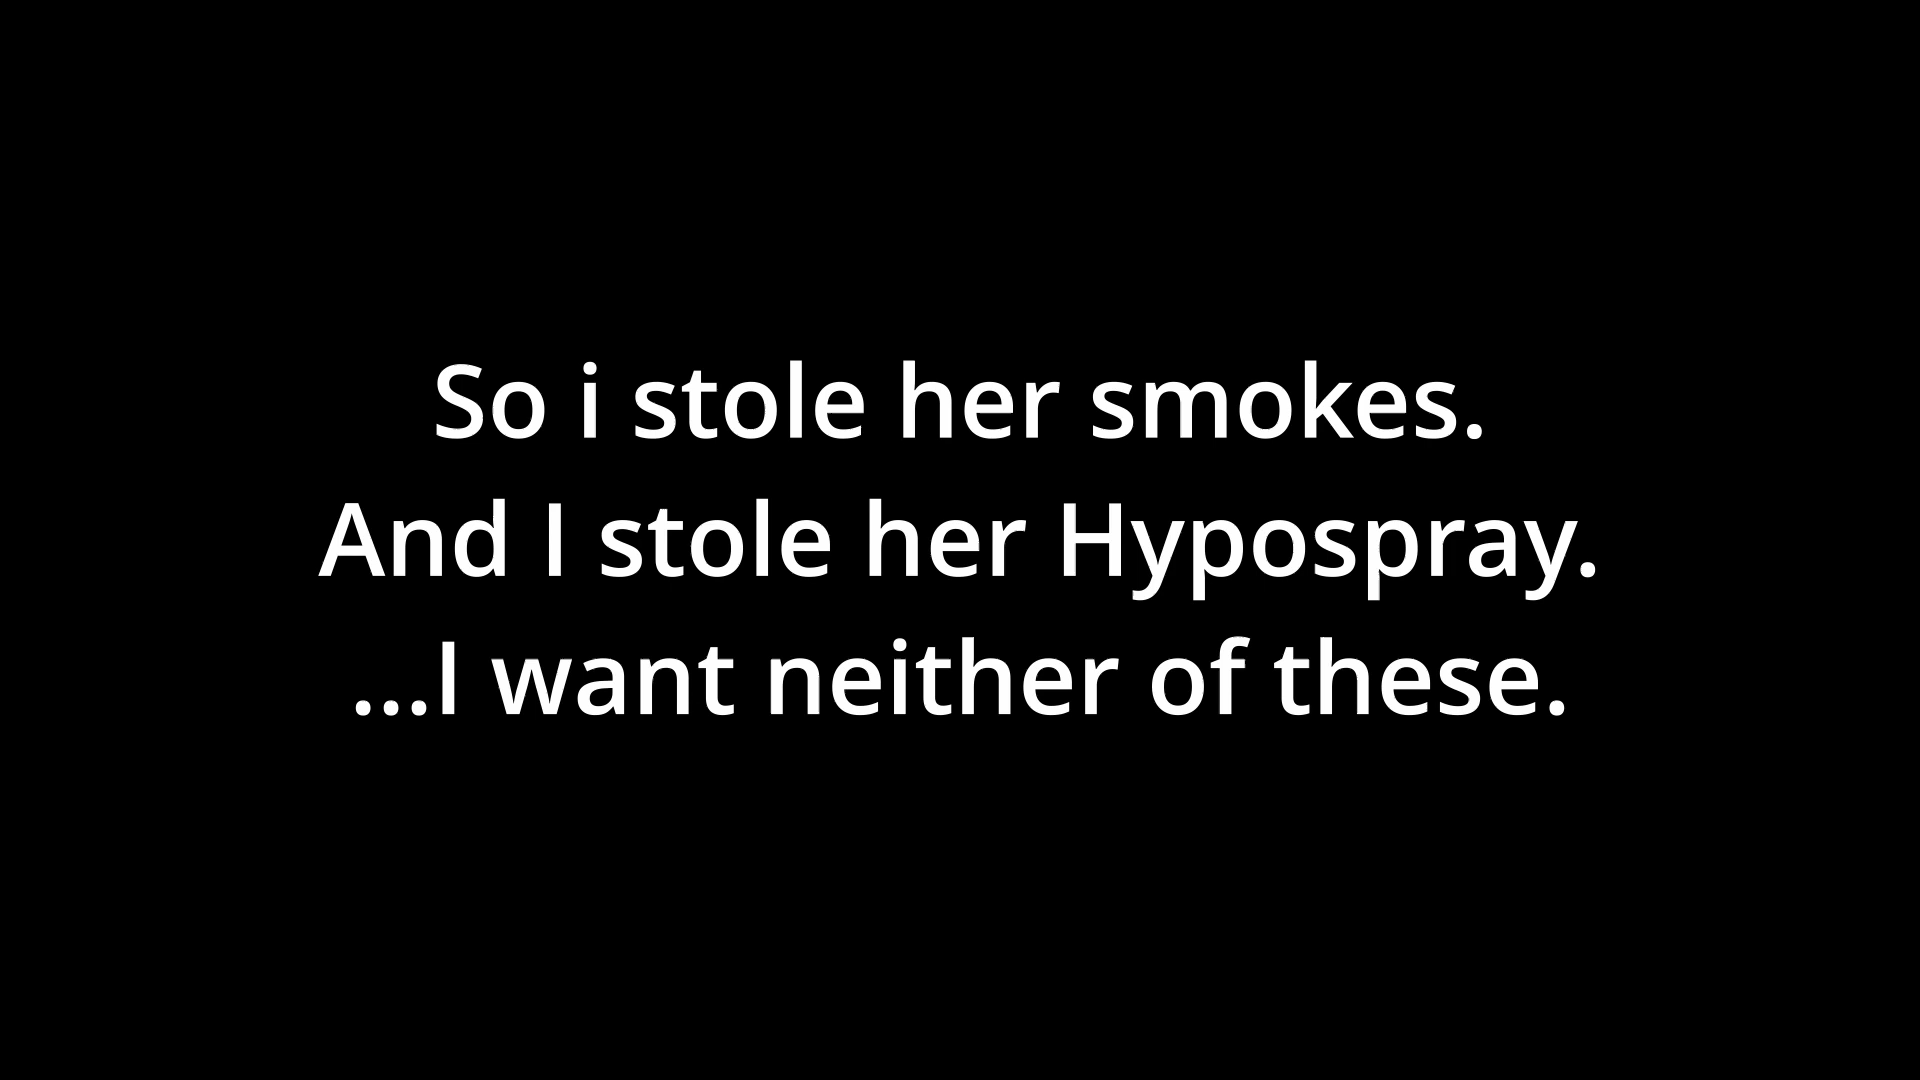 So i stole her smokes.
And I stole her Hypospray.
...I want neither of these.